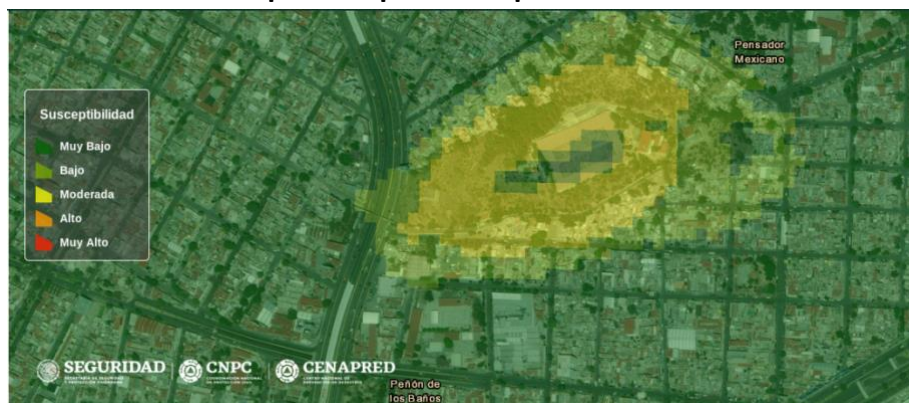 Pensador
Mexicano
Susceptibilidad
Muy Bajo
Bajo
Moderada
Alto
Muy Alto
SEGURIDAD
CNPC
CENAPRED
Peñón de
los Baños